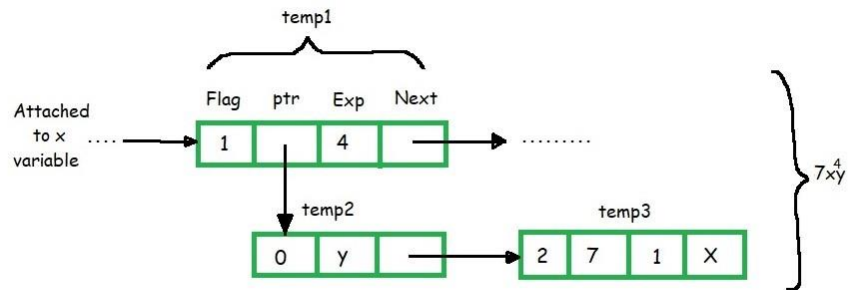 temp1
Flag ptr Exp Next
Attached
to x
variable
1 4
7xy⁴
temp2
temp3
0 y
2 7 1 X